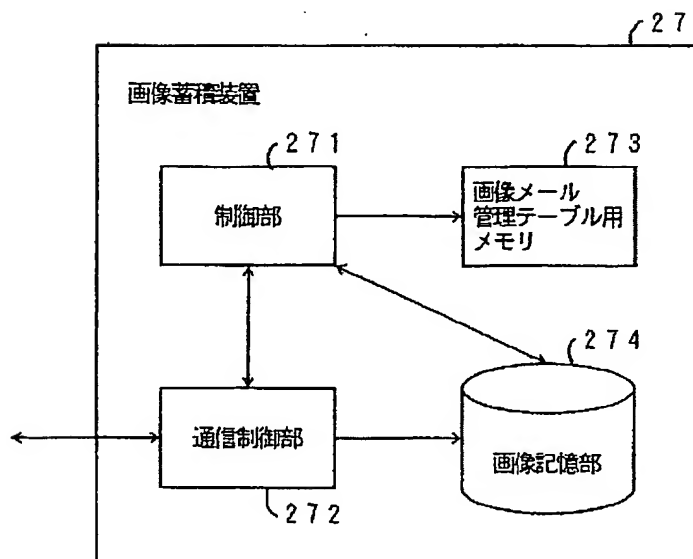 27
画像蓄積装置
271
273
制御部
画像メール
管理テーブル用
メモリ
274
通信制御部
画像記憶部
272